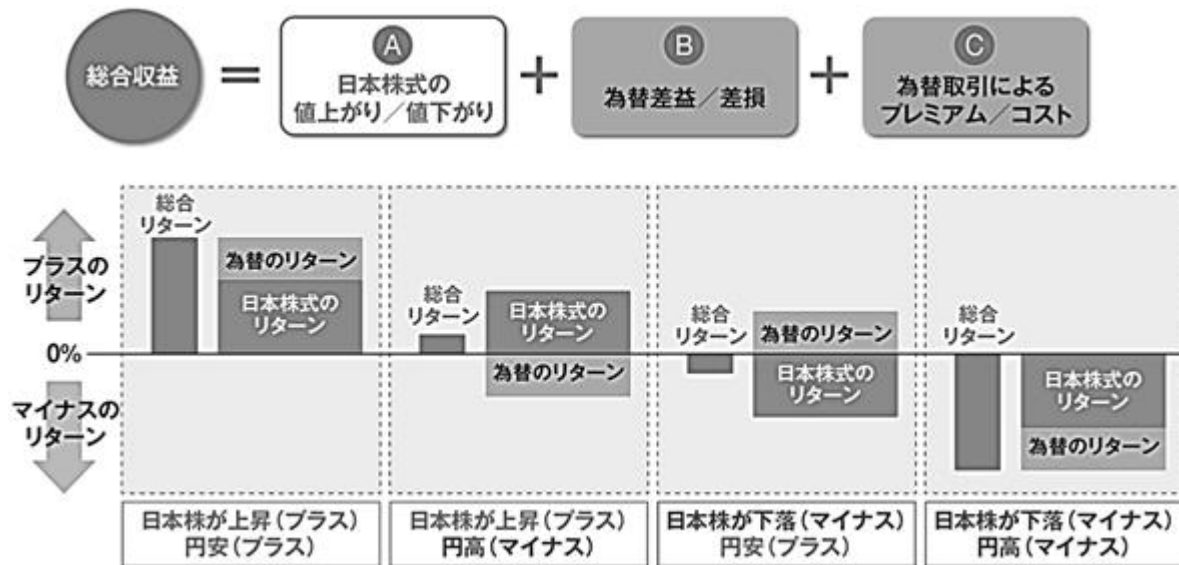 総合収益
=
A
日本株式の
値上がり/値下がり
+
B
為替差益/差損
+
C
為替取引による
プレミアム/コスト
プラスの
リターン
0%
マイナスの
リターン
総合
リターン
為替のリターン
日本株式の
リターン
日本株が上昇(プラス)
円安(プラス)
総合
リターン
日本株式の
リターン
為替のリターン
日本株が上昇(プラス)
円高(マイナス)
総合
リターン
為替のリターン
日本株式の
リターン
日本株が下落(マイナス)
円安(プラス)
総合
リターン
日本株式の
リターン
為替のリターン
日本株が下落(マイナス)
円高(マイナス)